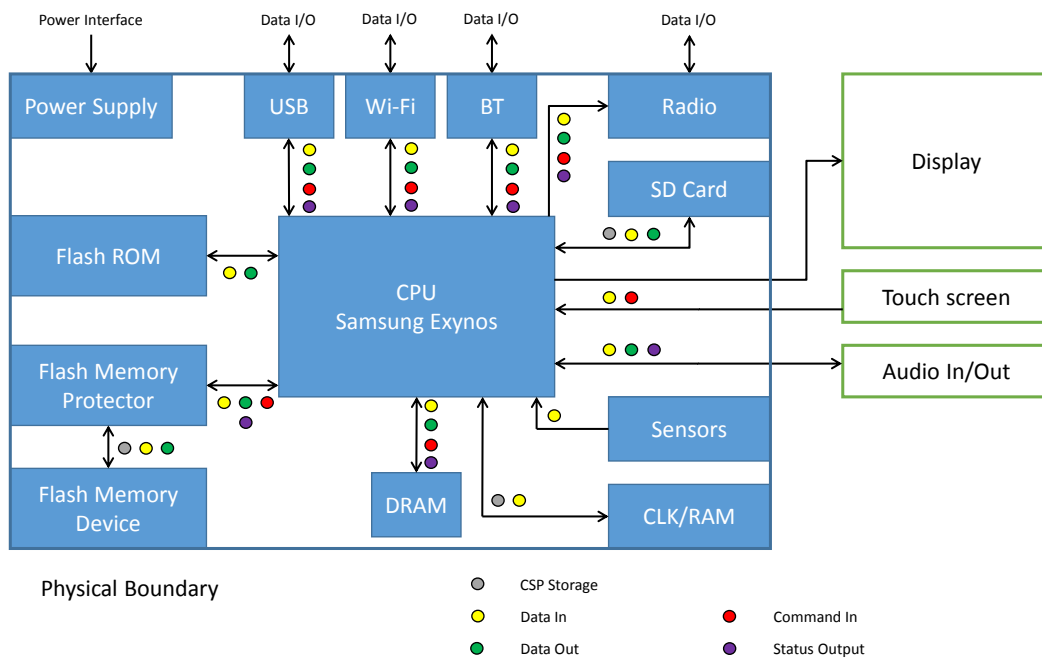 Power Interface
Data I/O
Data I/O
Data I/O
Data I/O
Power Supply
USB
Wi-Fi
BT
Radio
Display
SD Card
Flash ROM
CPU
Samsung Exynos
Touch screen
Flash Memory
Protector
Audio In/Out
Sensors
Flash Memory
Device
DRAM
CLK/RAM
Physical Boundary
CSP Storage
Data In
Command In
Data Out
Status Output